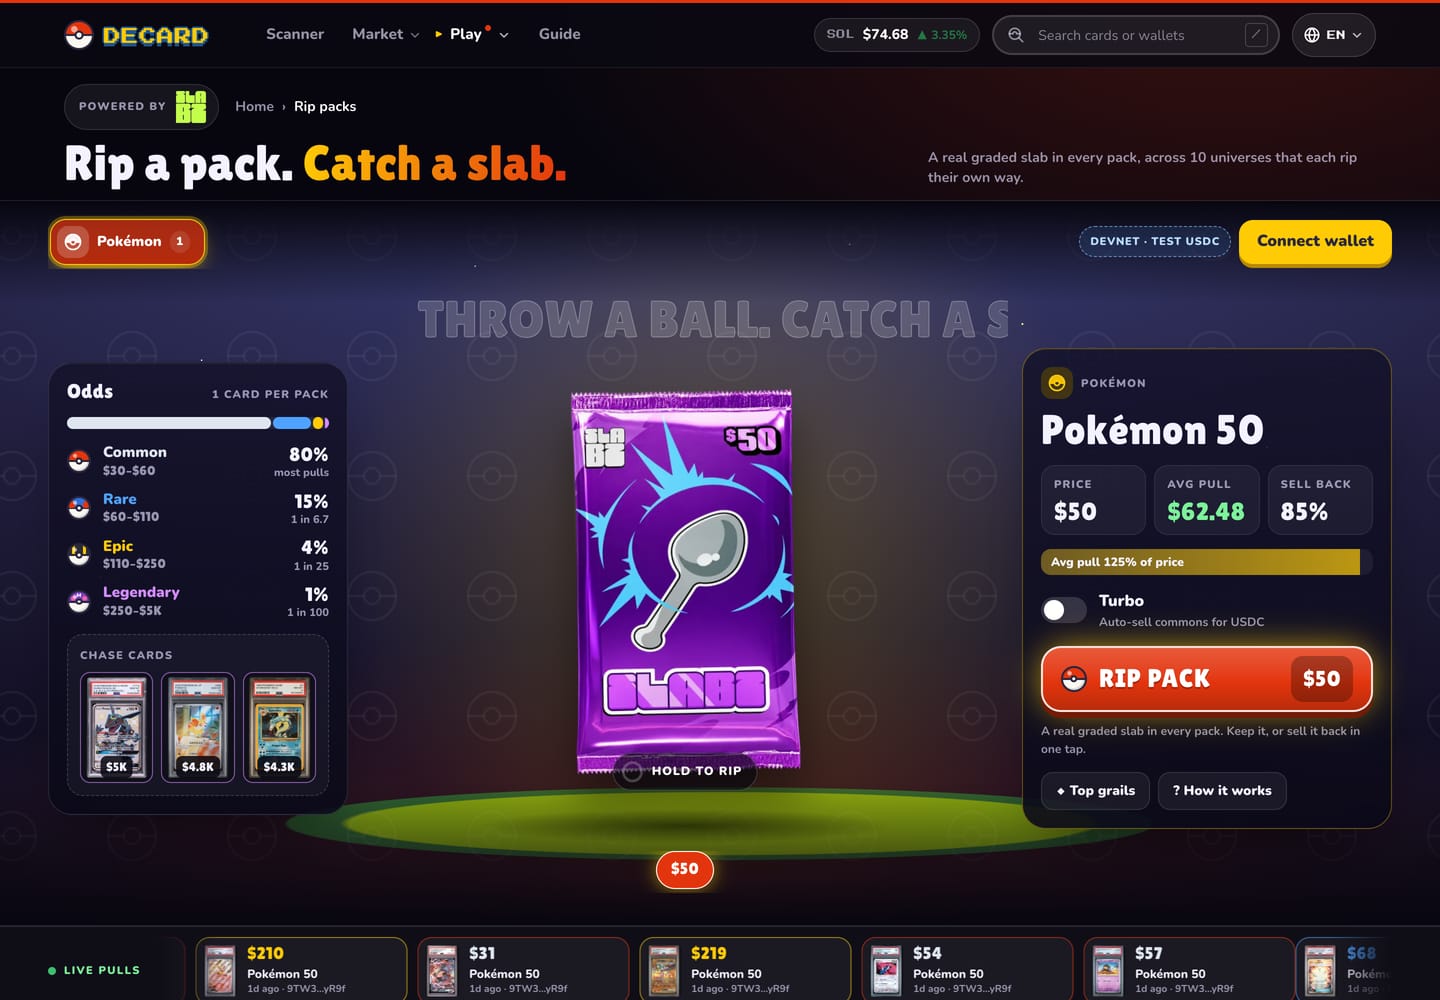 DECARD
Scanner
Market
Play
Guide
SOL $74.68 ▲ 3.35%
Search cards or wallets
/
EN
POWERED BY SLABZ
Home › Rip packs
Rip a pack. Catch a slab.
A real graded slab in every pack, across 10 universes that each rip
their own way.
Pokémon 1
DEVNET · TEST USDC
Connect wallet
THROW A BALL. CATCH A S
Odds
1 CARD PER PACK
Common 80%
$30–$60 most pulls
Rare 15%
$60–$110 1 in 6.7
Epic 4%
$110–$250 1 in 25
Legendary 1%
$250–$5K 1 in 100
CHASE CARDS
$5K
$4.8K
$4.3K
SLABZ
$50
SLABZ
HOLD TO RIP
$50
POKÉMON
Pokémon 50
PRICE
$50
AVG PULL
$62.48
SELL BACK
85%
Avg pull 125% of price
Turbo
Auto-sell commons for USDC
RIP PACK $50
A real graded slab in every pack. Keep it, or sell it back in
one tap.
Top grails
? How it works
LIVE PULLS
$210
Pokémon 50
1d ago · 9TW3...yR9f
$31
Pokémon 50
1d ago · 9TW3...yR9f
$219
Pokémon 50
1d ago · 9TW3...yR9f
$54
Pokémon 50
1d ago · 9TW3...yR9f
$57
Pokémon 50
1d ago · 9TW3...yR9f
$68
Pokém
1d ago